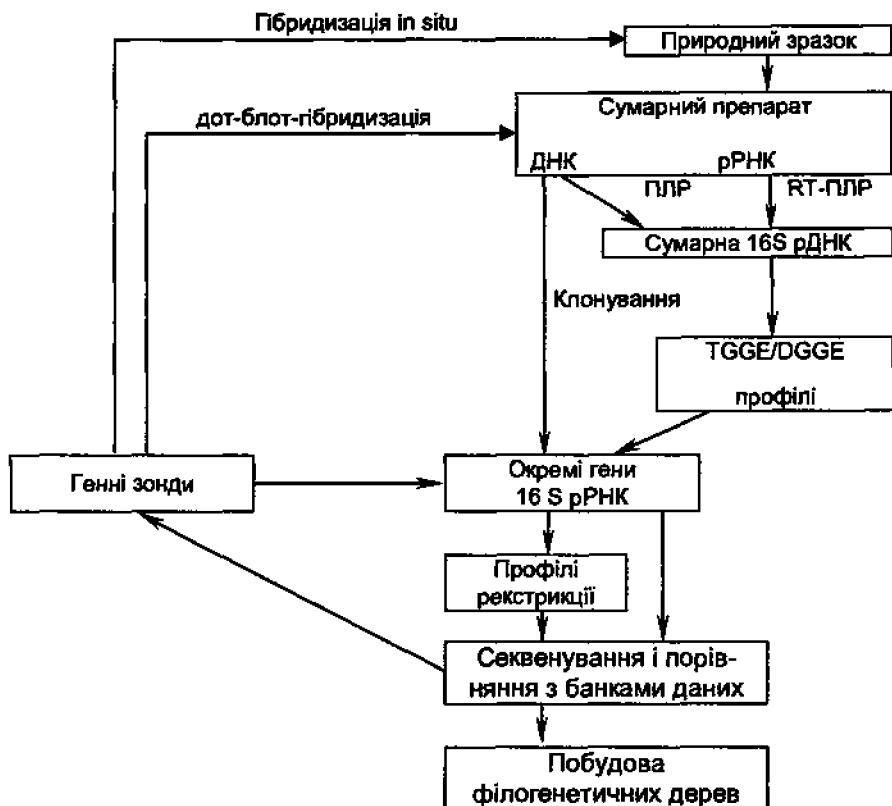 Гібридизація in situ
Природний зразок
Сумарний препарат
дот-блот-гібридизація
ДНК рРНК
ПЛР RT-ПЛР
Сумарна 16S рДНК
Клонування
TGGE/DGGE
профілі
Генні зонди
Окремі гени
16 S рРНК
Профілі
рекстрикції
Секвенування і порів-
няння з банками даних
Побудова
філогенетичних дерев